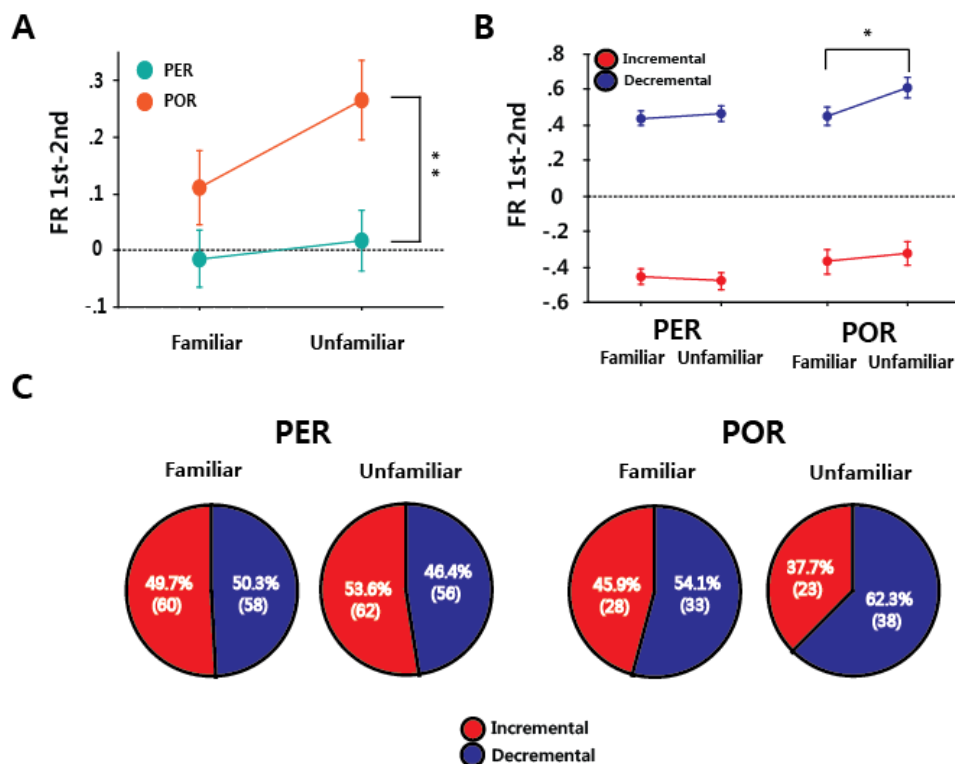 A
PER
POR
FR 1st-2nd
.3
.2
.1
0
-.1
**
Familiar
Unfamiliar
B
Incremental
Decremental
FR 1st-2nd
.8
.6
.4
.2
0
-.2
-.4
-.6
*
PER
POR
Familiar Unfamiliar
Familiar Unfamiliar
C
PER
POR
Familiar
Unfamiliar
Familiar
Unfamiliar
49.7%
(60)
50.3%
(58)
53.6%
(62)
46.4%
(56)
45.9%
(28)
54.1%
(33)
37.7%
(23)
62.3%
(38)
Incremental
Decremental